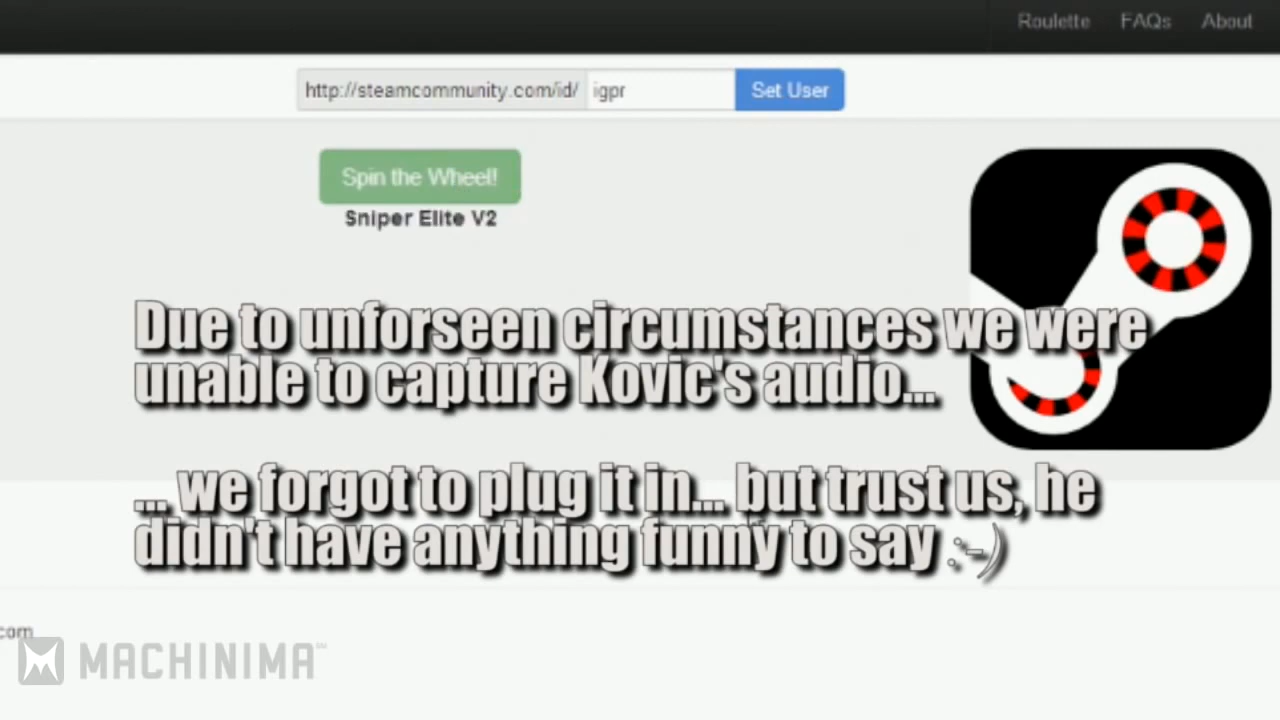 Roulette FAQs About
http://steamcommunity.com/id/ igpr Set User
Spin the Wheel!
Sniper Elite V2
Due to unforseen circumstances we were
unable to capture Kovic's audio...
... we forgot to plug it in... but trust us, he
didn't have anything funny to say :-)
com
MACHINIMA SM